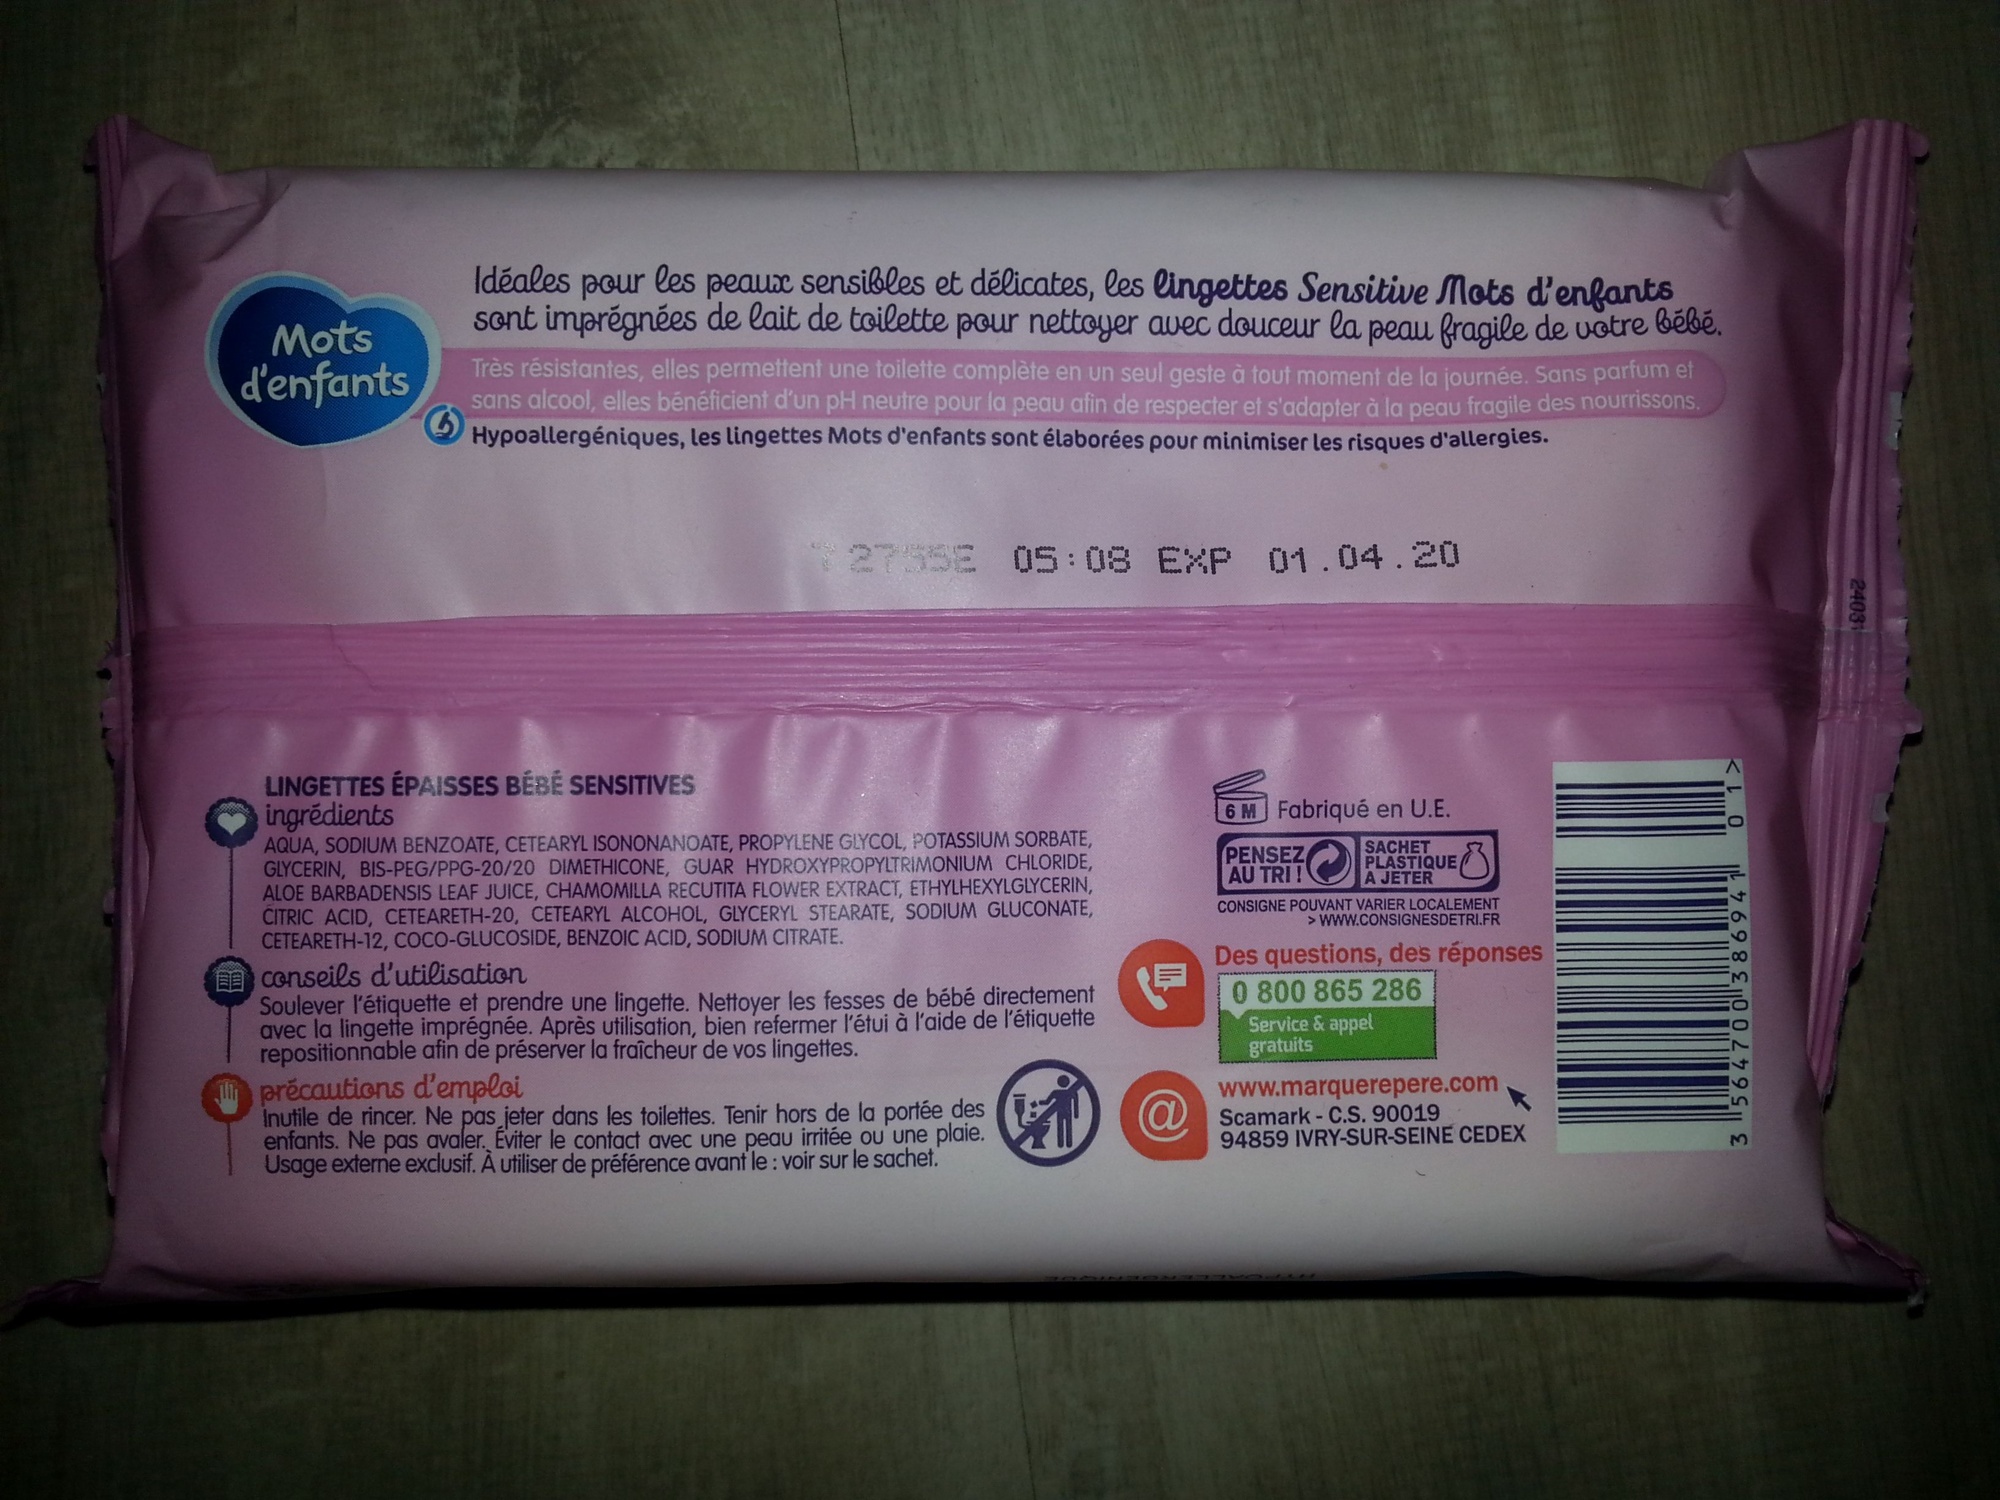 Mots
d'enfants
Idéales pour les peaux sensibles et délicates, les lingettes Sensitive Mots d'enfants
sont imprégnées de lait de toilette pour nettoyer avec douceur la peau fragile de votre bébé.
Très résistantes, elles permettent une toilette complète en un seul geste à tout moment de la journée. Sans parfum et
sans alcool, elles bénéficient d'un pH neutre pour la peau afin de respecter et s'adapter à la peau fragile des nourrissons.
Hypoallergéniques, les lingettes Mots d'enfants sont élaborées pour minimiser les risques d'allergies.
05:08 EXP 01.04.20
LINGETTES ÉPAISSES BÉBÉ SENSITIVES
ingrédients
AQUA, SODIUM BENZOATE, CETEARYL ISONONANOATE, PROPYLENE GLYCOL, POTASSIUM SORBATE,
GLYCERIN, BIS-PEG/PPG-20/20 DIMETHICONE, GUAR HYDROXYPROPYLTRIMONIUM CHLORIDE,
ALOE BARBADENSIS LEAF JUICE, CHAMOMILLA RECUTITA FLOWER EXTRACT, ETHYLHEXYLGLYCERIN,
CITRIC ACID, CETEARETH-20, CETEARYL ALCOHOL, GLYCERYL STEARATE, SODIUM GLUCONATE,
CETEARETH-12, COCO-GLUCOSIDE, BENZOIC ACID, SODIUM CITRATE.
conseils d'utilisation
Soulever l'étiquette et prendre une lingette. Nettoyer les fesses de bébé directement
avec la lingette imprégnée. Après utilisation, bien refermer l'étui à l'aide de l'étiquette
repositionnable afin de préserver la fraîcheur de vos lingettes.
précautions d'emploi
Inutile de rincer. Ne pas jeter dans les toilettes. Tenir hors de la portée des
enfants. Ne pas avaler. Éviter le contact avec une peau irritée ou une plaie.
Usage externe exclusif. À utiliser de préférence avant le : voir sur le sachet.
6 M Fabriqué en U.E.
PENSEZ
AU TRI !
SACHET
PLASTIQUE
À JETER
CONSIGNE POUVANT VARIER LOCALEMENT
> WWW.CONSIGNESDETRI.FR
Des questions, des réponses
0 800 865 286
Service & appel
gratuits
@
www.marquerepere.com
Scamark - C.S. 90019
94859 IVRY-SUR-SEINE CEDEX
3 564700 386941 01 >